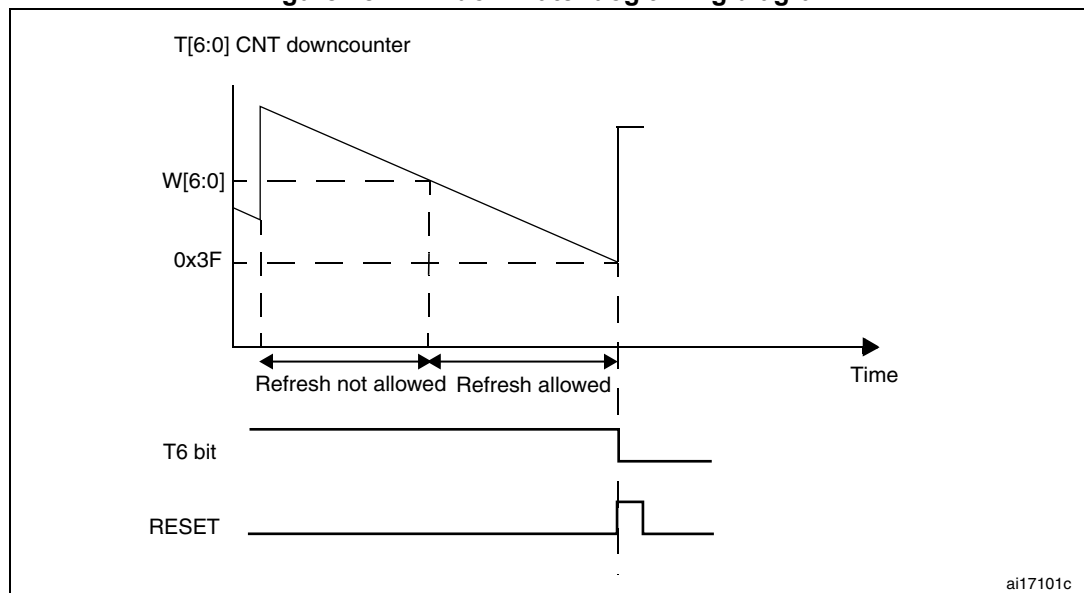 T[6:0] CNT downcounter
W[6:0]
0x3F
Refresh not allowed
Refresh allowed
Time
T6 bit
RESET
ai17101c